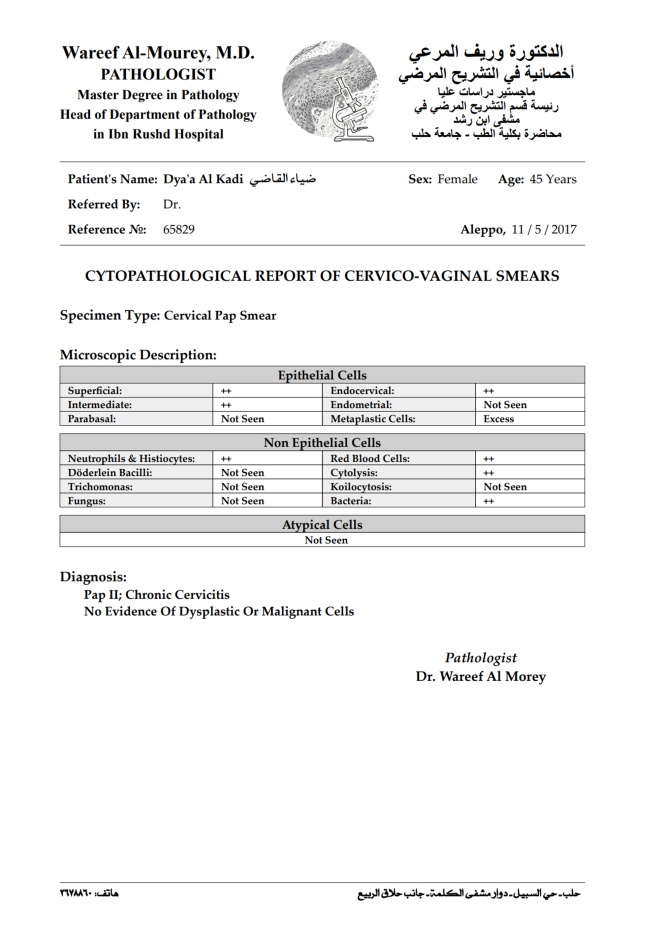 Wareef Al-Mourey, M.D.
PATHOLOGIST
Master Degree in Pathology
Head of Department of Pathology
in Ibn Rushd Hospital
الدكتورة وريف المرعي
أخصائية في التشريح المرضي
ماجستير دراسات عليا
رئيسة قسم التشريح المرضي في
مشفى ابن رشد
محاضرة بكلية الطب - جامعة حلب
Patient's Name: Dya'a Al Kadi ضياء القاضي Sex: Female Age: 45 Years
Referred By: Dr.
Reference №: 65829 Aleppo, 11 / 5 / 2017
CYTOPATHOLOGICAL REPORT OF CERVICO-VAGINAL SMEARS
Specimen Type: Cervical Pap Smear
Microscopic Description:
Epithelial Cells
Superficial: ++ Endocervical: ++
Intermediate: ++ Endometrial: Not Seen
Parabasal: Not Seen Metaplastic Cells: Excess
Non Epithelial Cells
Neutrophils & Histiocytes: ++ Red Blood Cells: ++
Döderlein Bacilli: Not Seen Cytolysis: ++
Trichomonas: Not Seen Koilocytosis: Not Seen
Fungus: Not Seen Bacteria: ++
Atypical Cells
Not Seen
Diagnosis:
Pap II; Chronic Cervicitis
No Evidence Of Dysplastic Or Malignant Cells
Pathologist
Dr. Wareef Al Morey
حلب - حي السبيل - دوار مشفى الكلمة - جانب حلاق الربيع هاتف: ٢٦٧٨٨٦٠